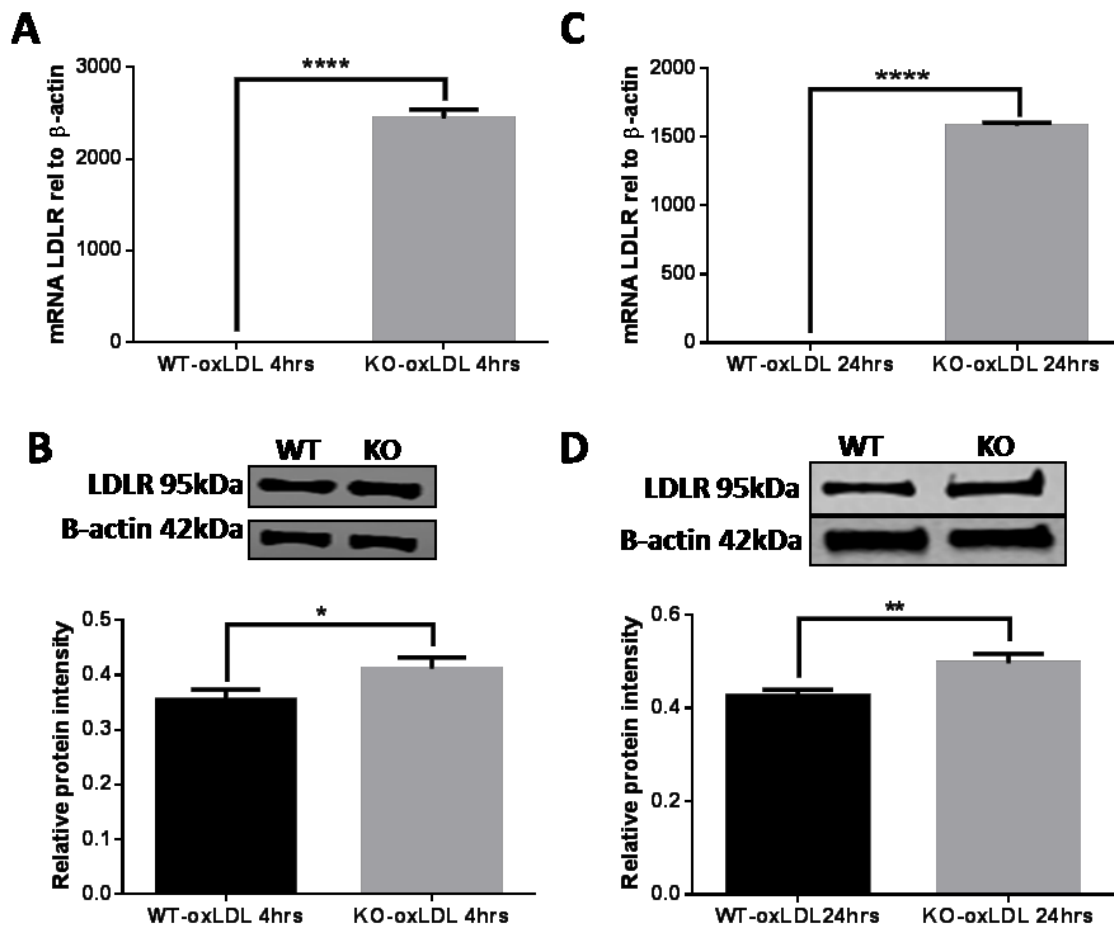 A
mRNA LDLR rel to β-actin
3000
2000
1000
0
****
WT-oxLDL 4hrs
KO-oxLDL 4hrs
C
mRNA LDLR rel to β-actin
2000
1500
1000
500
0
****
WT-oxLDL 24hrs
KO-oxLDL 24hrs
B
WT KO
LDLR 95kDa
B-actin 42kDa
Relative protein intensity
0.5
0.4
0.3
0.2
0.1
0.0
*
WT-oxLDL 4hrs
KO-oxLDL 4hrs
D
WT KO
LDLR 95kDa
B-actin 42kDa
Relative protein intensity
0.6
0.4
0.2
0.0
**
WT-oxLDL24hrs
KO-oxLDL 24hrs